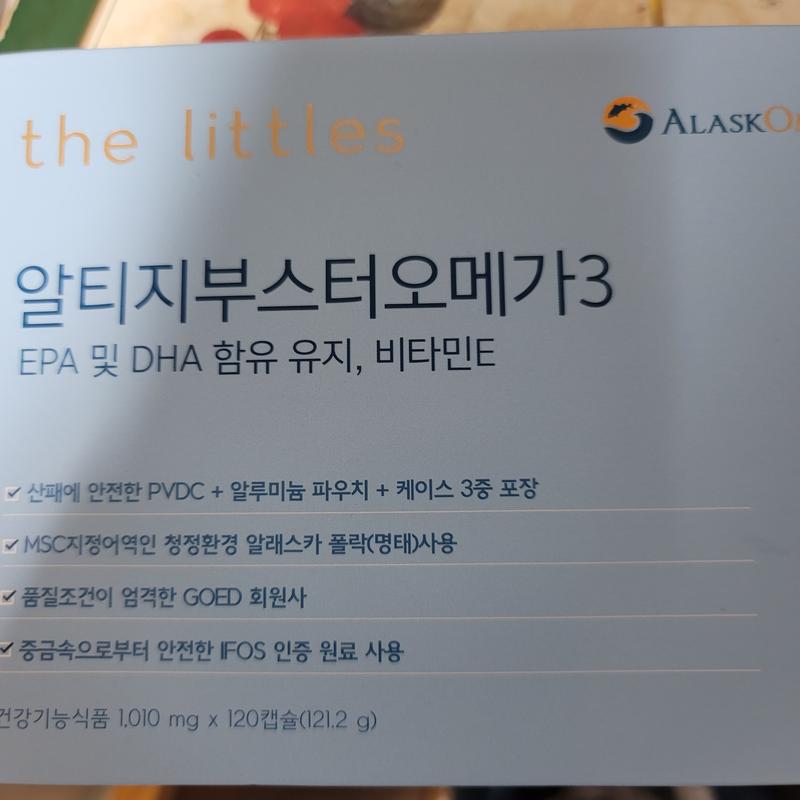 the littles
ALASKO
알티지부스터오메가3
EPA 및 DHA 함유 유지, 비타민E
산패에 안전한 PVDC + 알루미늄 파우치 + 케이스 3중 포장
MSC지정어역인 청정환경 알래스카 폴락(명태)사용
품질조건이 엄격한 GOED 회원사
중금속으로부터 안전한 IFOS 인증 원료 사용
건강기능식품 1,010 mg x 120캡슐(121.2 g)